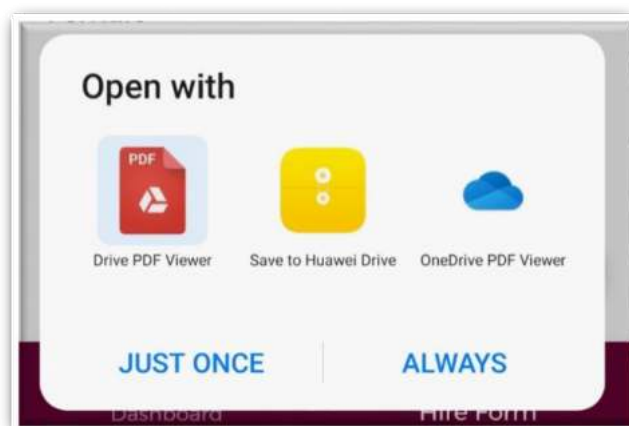 Open with
PDF
Drive PDF Viewer
Save to Huawei Drive
OneDrive PDF Viewer
JUST ONCE
ALWAYS
Dashboard
Hire Form